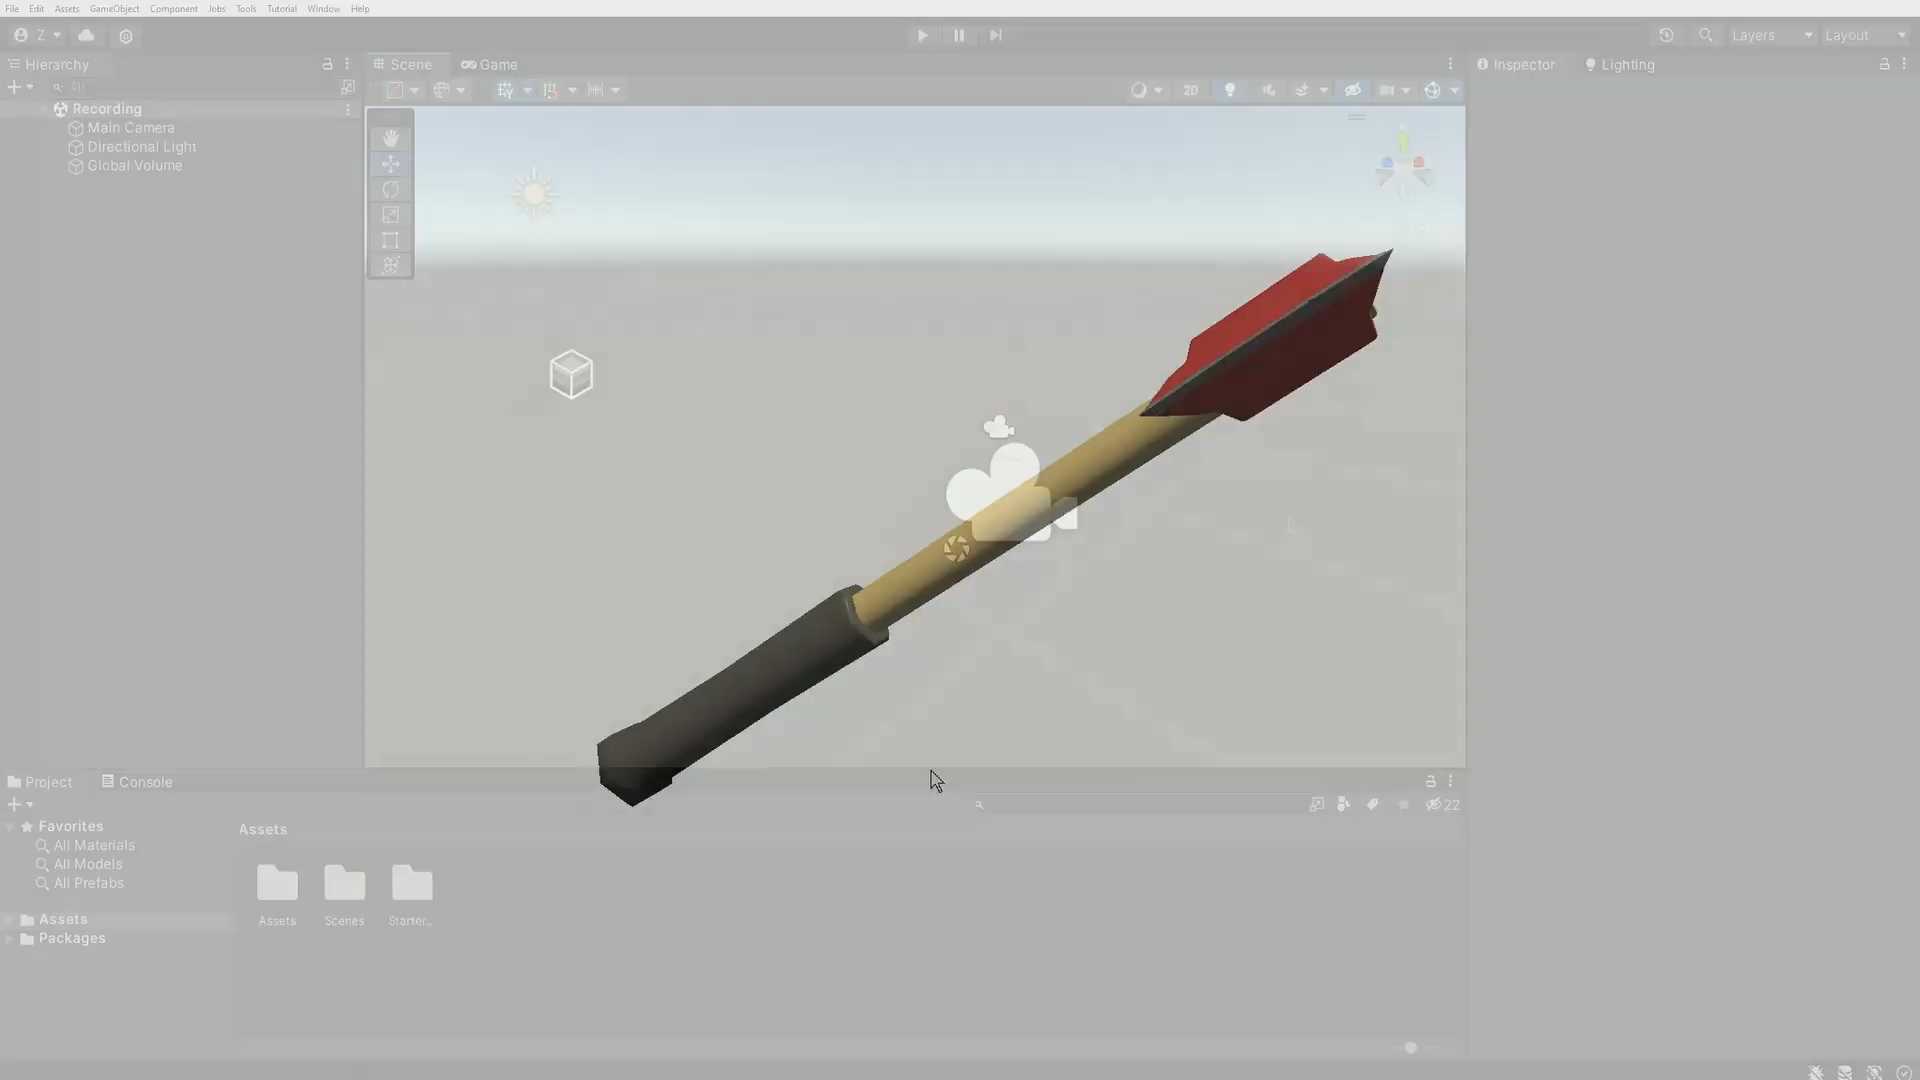 File Edit Assets GameObject Component Jobs Tools Tutorial Window Help
Z Layers Layout
Hierarchy Scene Game Inspector Lighting
All 2D
Recording
Main Camera
Directional Light
Global Volume
Project Console
22
Favorites
All Materials
All Models
All Prefabs
Assets
Packages
Assets
Assets Scenes Starter...